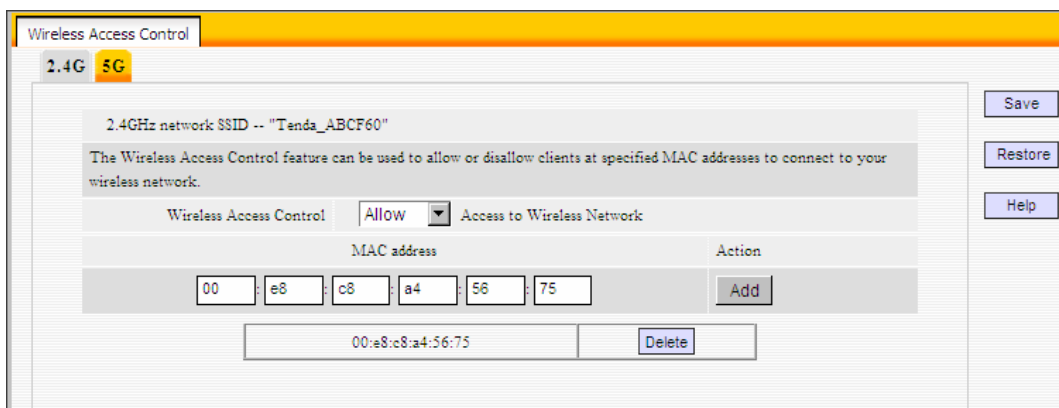 Wireless Access Control
2.4G 5G
2.4GHz network SSID -- "Tenda_ABCF60"
The Wireless Access Control feature can be used to allow or disallow clients at specified MAC addresses to connect to your
wireless network.
Wireless Access Control Allow Access to Wireless Network
MAC address Action
00 : e8 : c8 : a4 : 56 : 75 Add
00:e8:c8:a4:56:75 Delete
Save
Restore
Help